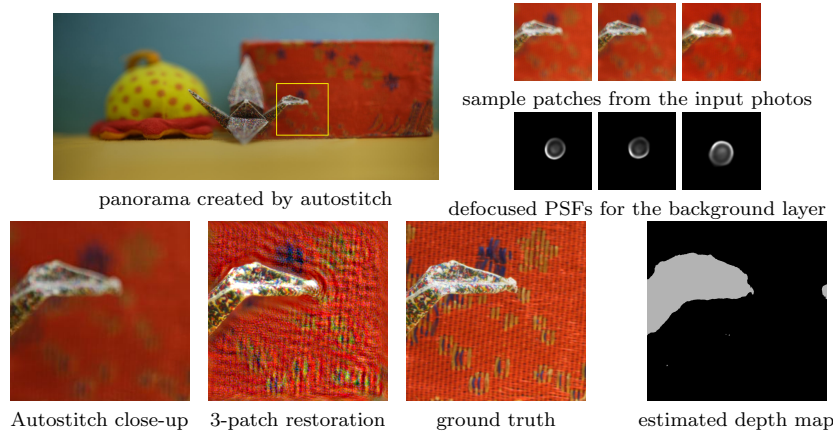 sample patches from the input photos
panorama created by autostitch
defocused PSFs for the background layer
Autostitch close-up
3-patch restoration
ground truth
estimated depth map